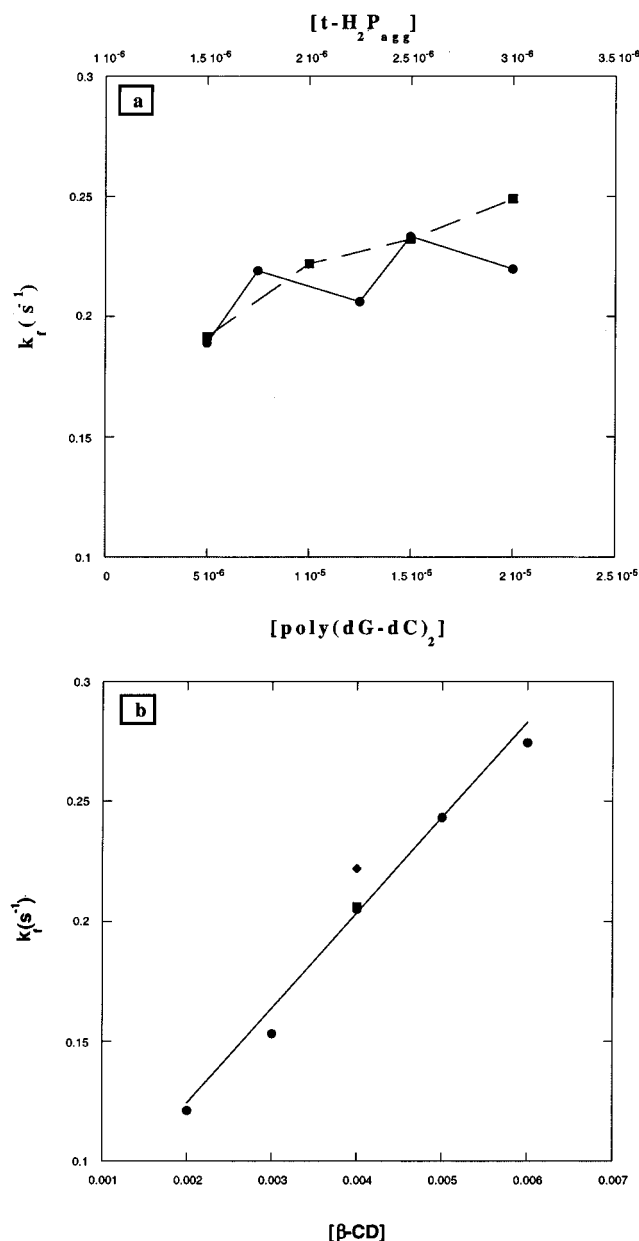 [t-H2Pagg]
1 10-6 1.5 10-6 2 10-6 2.5 10-6 3 10-6 3.5 10-6
0.3
a
0.25
0.2
kf (s-1)
0.15
0.1
0 5 10-6 1 10-5 1.5 10-5 2 10-5 2.5 10-5
[poly(dG-dC)2]
0.3
b
0.25
0.2
kf(s-1)
0.15
0.1
0.001 0.002 0.003 0.004 0.005 0.006 0.007
[β-CD]